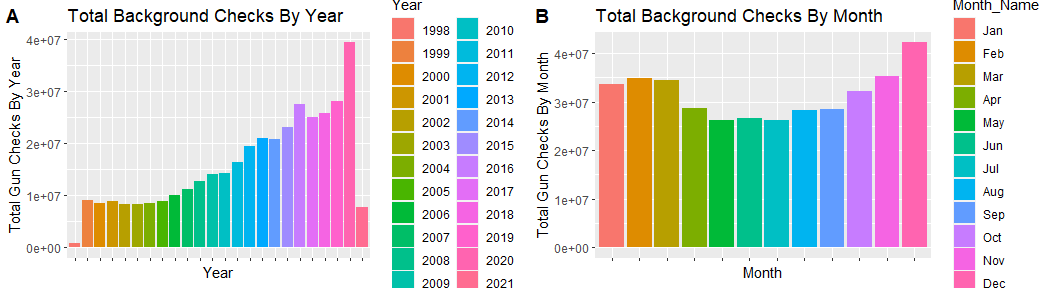 A
Total Background Checks By Year
Total Gun Checks By Year
4e+07
3e+07
2e+07
1e+07
0e+00
Year
Year
1998
1999
2000
2001
2002
2003
2004
2005
2006
2007
2008
2009
2010
2011
2012
2013
2014
2015
2016
2017
2018
2019
2020
2021
B
Total Background Checks By Month
Total Gun Checks By Month
4e+07
3e+07
2e+07
1e+07
0e+00
Month
Month_Name
Jan
Feb
Mar
Apr
May
Jun
Jul
Aug
Sep
Oct
Nov
Dec